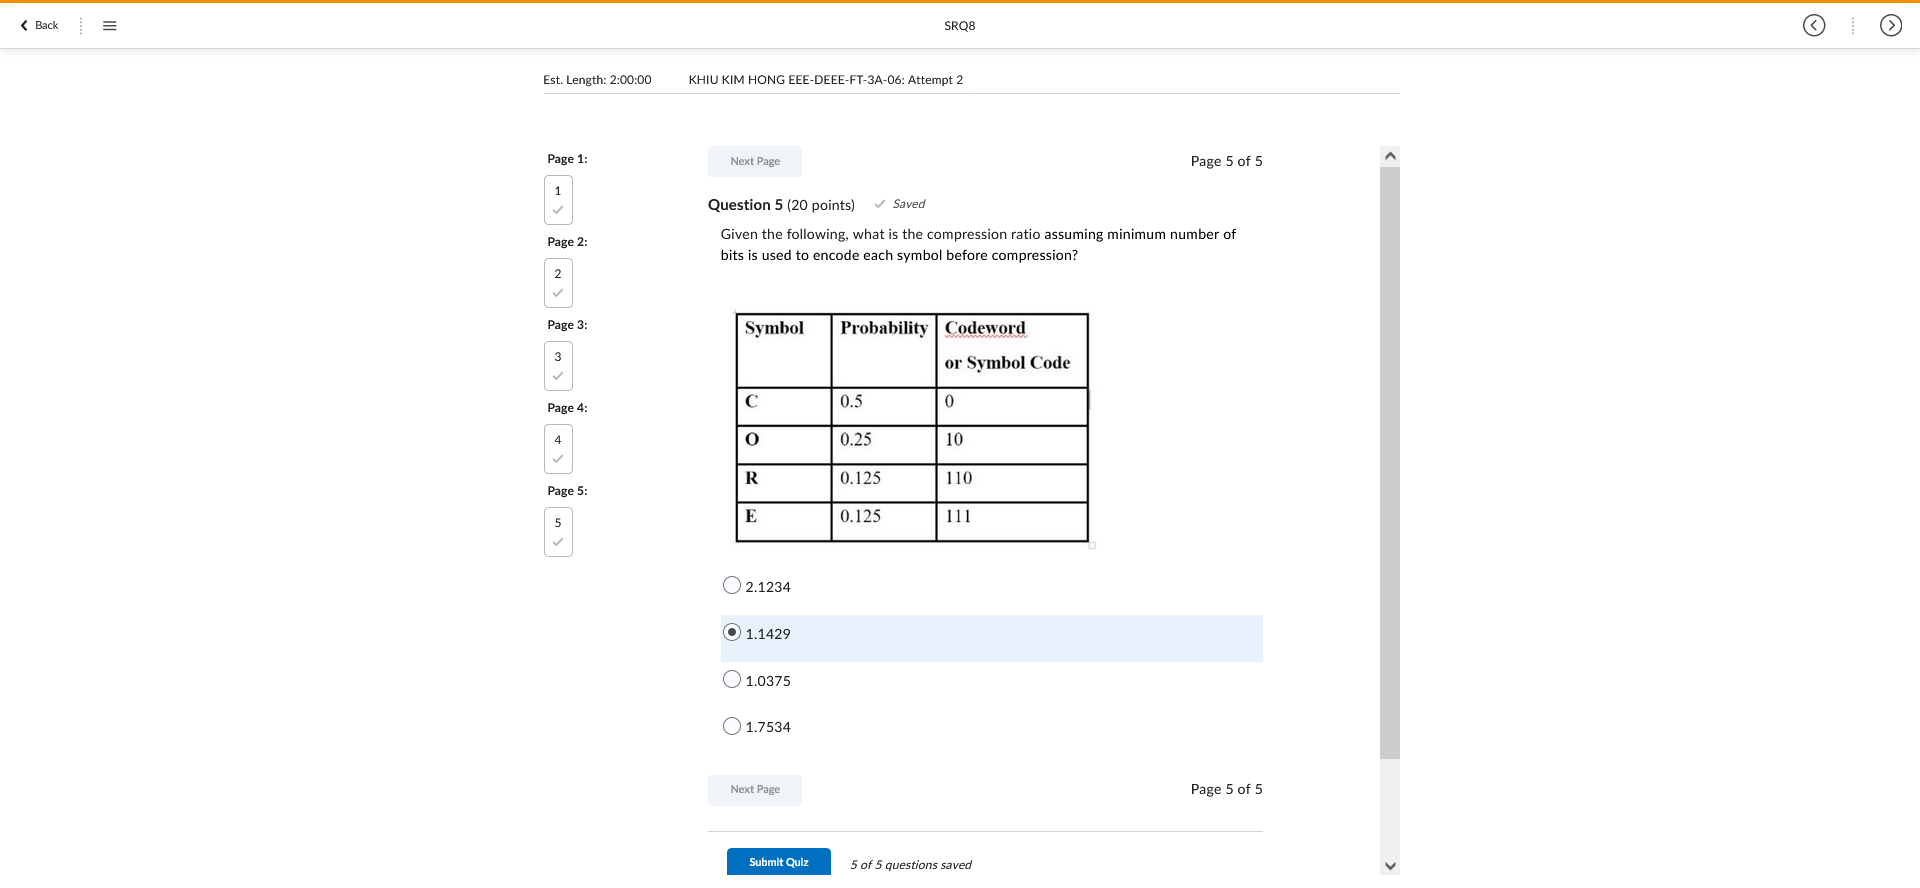 Back
SRQ8
Est. Length: 2:00:00 KHIU KIM HONG EEE-DEEE-FT-3A-06: Attempt 2
Page 1:
1
Page 2:
2
Page 3:
3
Page 4:
4
Page 5:
5
Next Page Page 5 of 5
Question 5 (20 points) Saved
Given the following, what is the compression ratio assuming minimum number of
bits is used to encode each symbol before compression?
Symbol Probability Codeword
or Symbol Code
C 0.5 0
O 0.25 10
R 0.125 110
E 0.125 111
2.1234
1.1429
1.0375
1.7534
Next Page Page 5 of 5
Submit Quiz 5 of 5 questions saved